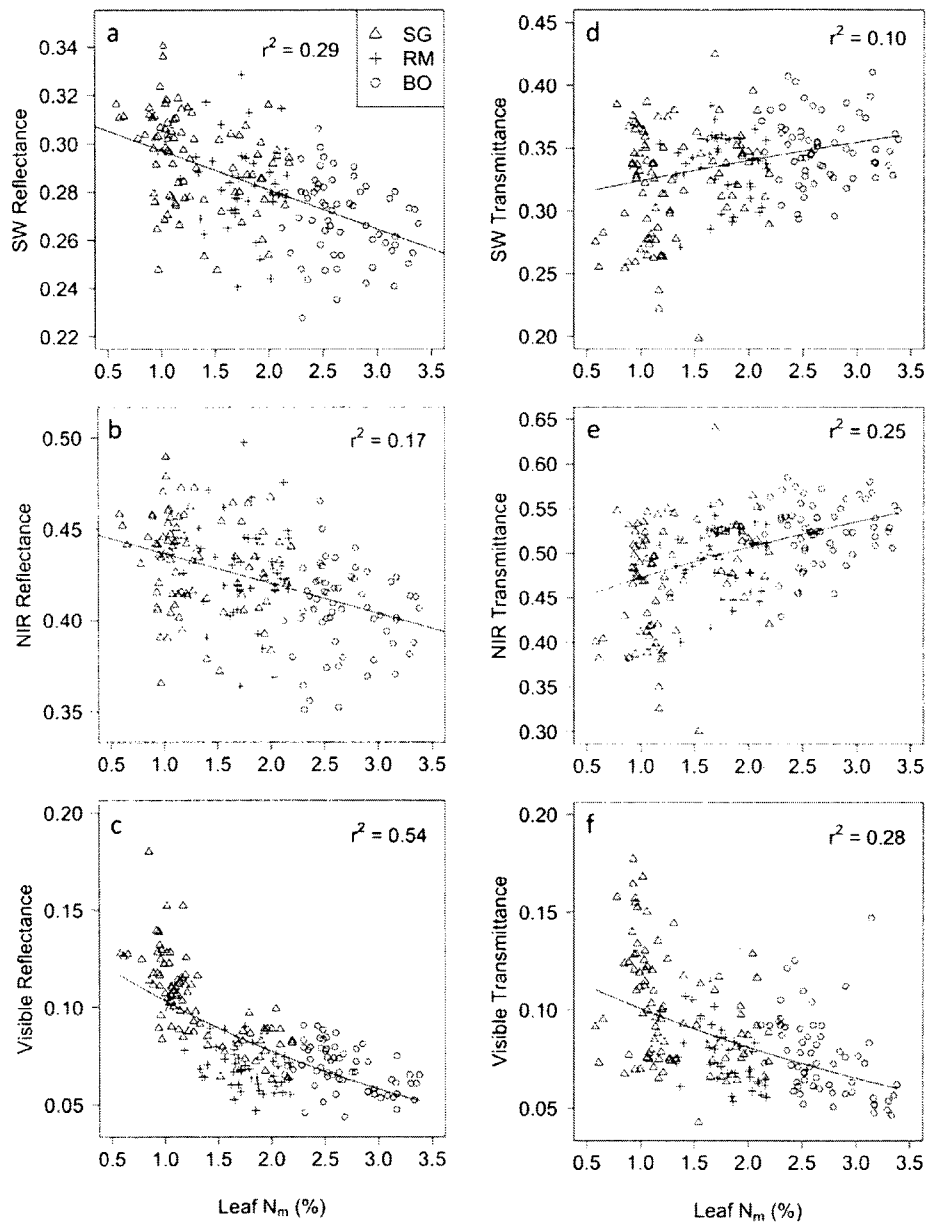 a
r² = 0.29
SG
RM
BO
SW Reflectance
0.34
0.32
0.30
0.28
0.26
0.24
0.22
0.5 1.0 1.5 2.0 2.5 3.0 3.5
d
r² = 0.10
SW Transmittance
0.45
0.40
0.35
0.30
0.25
0.20
0.5 1.0 1.5 2.0 2.5 3.0 3.5
b
r² = 0.17
NIR Reflectance
0.50
0.45
0.40
0.35
0.5 1.0 1.5 2.0 2.5 3.0 3.5
e
r² = 0.25
NIR Transmittance
0.65
0.60
0.55
0.50
0.45
0.40
0.35
0.30
0.5 1.0 1.5 2.0 2.5 3.0 3.5
c
r² = 0.54
Visible Reflectance
0.20
0.15
0.10
0.05
0.5 1.0 1.5 2.0 2.5 3.0 3.5
Leaf Nm (%)
f
r² = 0.28
Visible Transmittance
0.20
0.15
0.10
0.05
0.5 1.0 1.5 2.0 2.5 3.0 3.5
Leaf Nm (%)